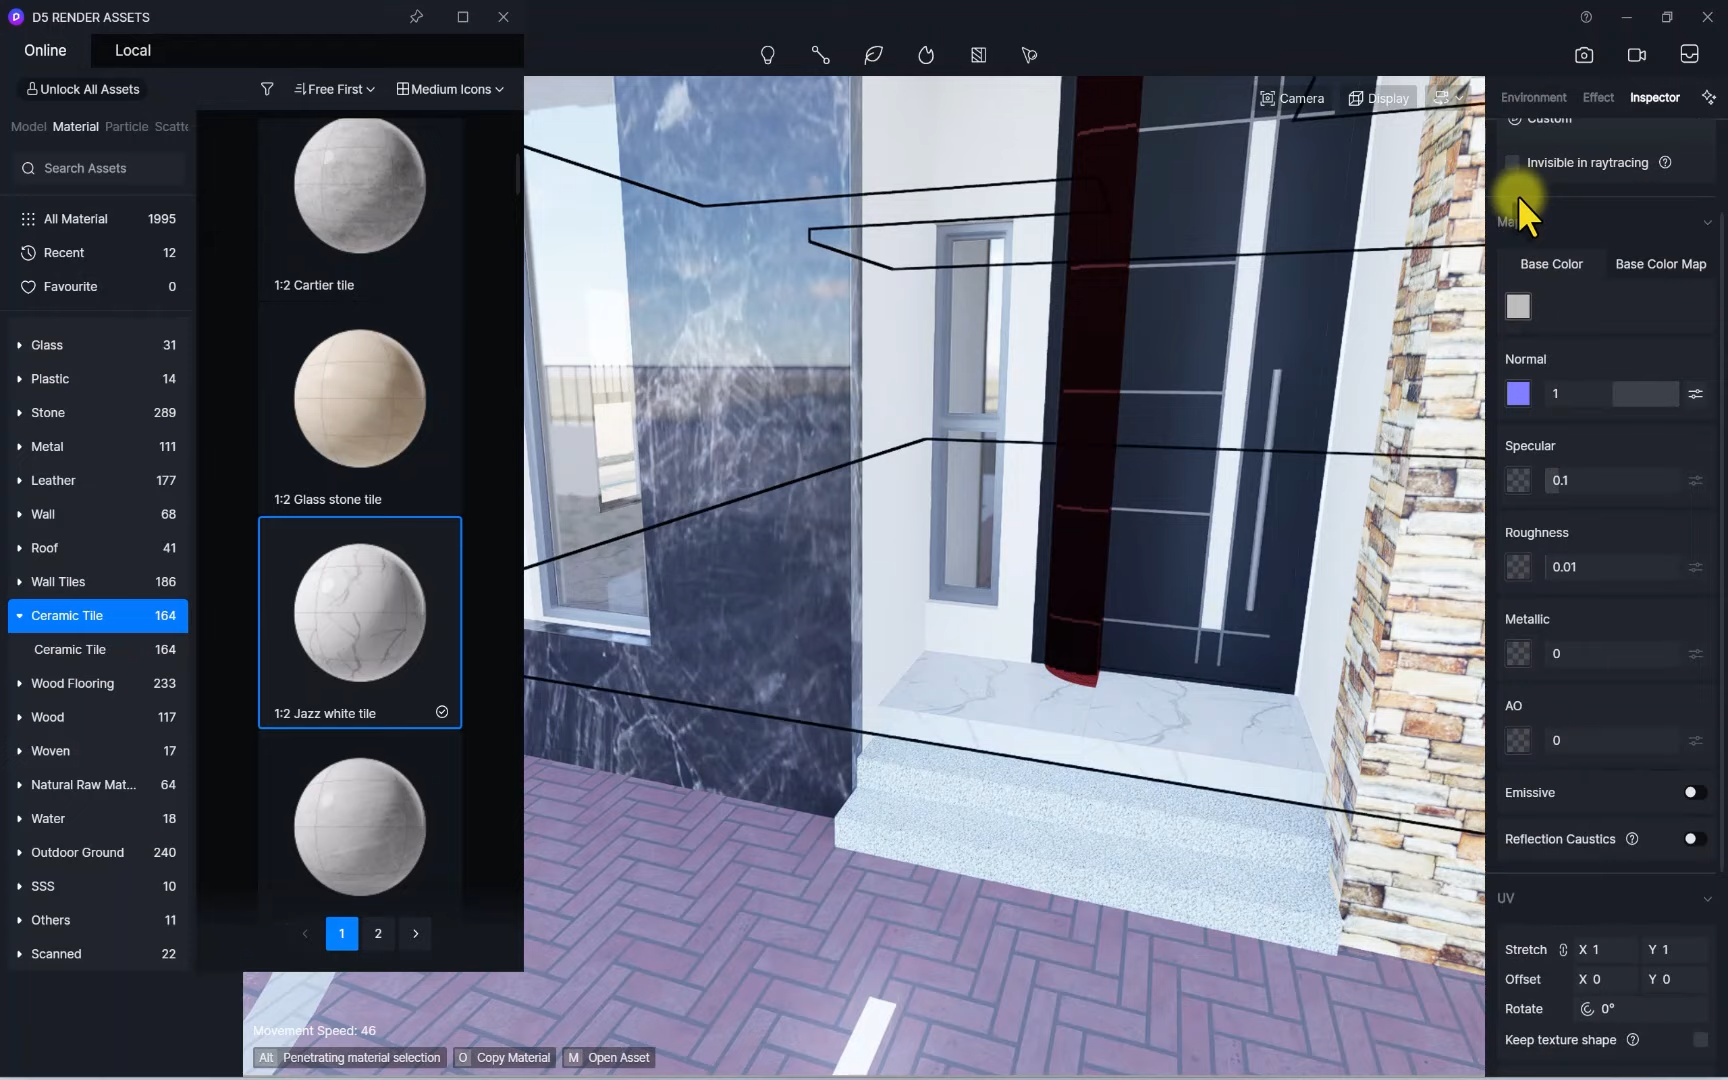 D5 RENDER ASSETS
Online
Local
Unlock All Assets
Free First
Medium Icons
Model Material Particle Scatte
Search Assets
All Material 1995
Recent 12
Favourite 0
Glass 31
Plastic 14
Stone 289
Metal 111
Leather 177
Wall 68
Roof 41
Wall Tiles 186
Ceramic Tile 164
Ceramic Tile 164
Wood Flooring 233
Wood 117
Woven 17
Natural Raw Mat... 64
Water 18
Outdoor Ground 240
SSS 10
Others 11
Scanned 22
1:2 Cartier tile
1:2 Glass stone tile
1:2 Jazz white tile
1 2
Camera
Display
Movement Speed: 46
Alt Penetrating material selection O Copy Material M Open Asset
Environment Effect Inspector
Custom
Invisible in raytracing
Base Color Base Color Map
Normal
1
Specular
0.1
Roughness
0.01
Metallic
0
AO
0
Emissive
Reflection Caustics
UV
Stretch X 1 Y 1
Offset X 0 Y 0
Rotate 0°
Keep texture shape